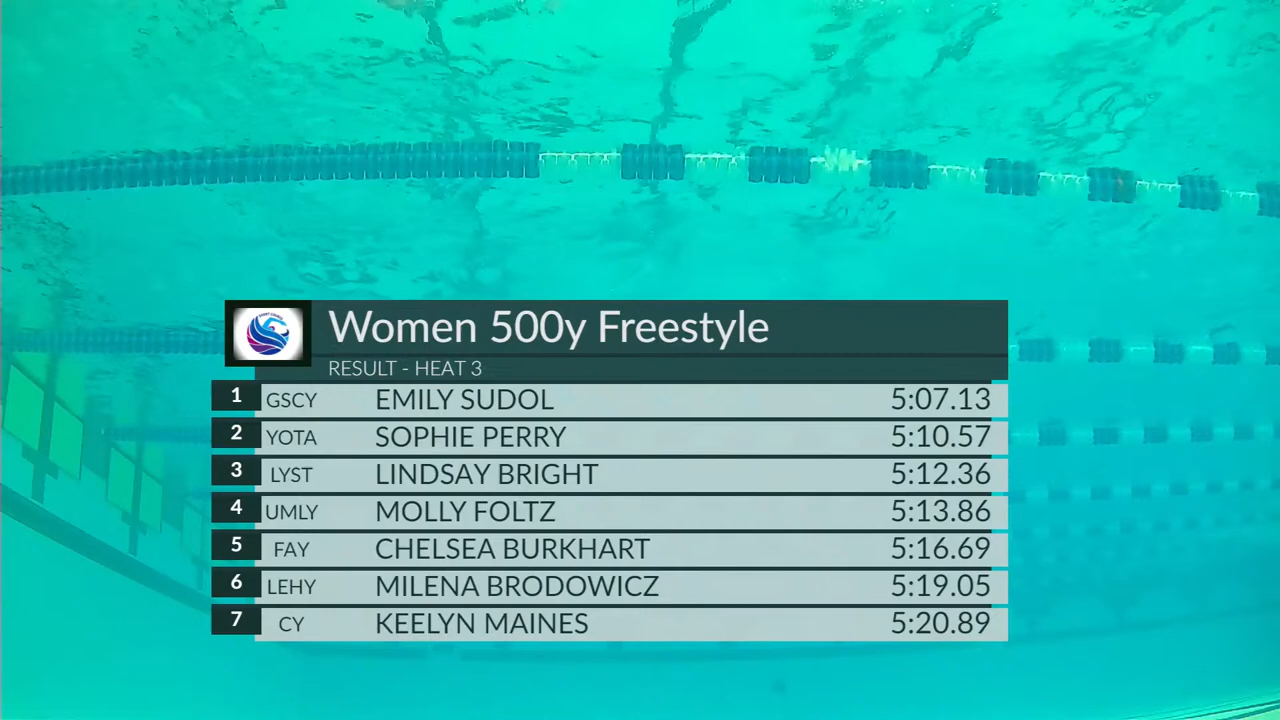 Women 500y Freestyle
RESULT - HEAT 3
1 GSCY EMILY SUDOL 5:07.13
2 YOTA SOPHIE PERRY 5:10.57
3 LYST LINDSAY BRIGHT 5:12.36
4 UMLY MOLLY FOLTZ 5:13.86
5 FAY CHELSEA BURKHART 5:16.69
6 LEHY MILENA BRODOWICZ 5:19.05
7 CY KEELYN MAINES 5:20.89